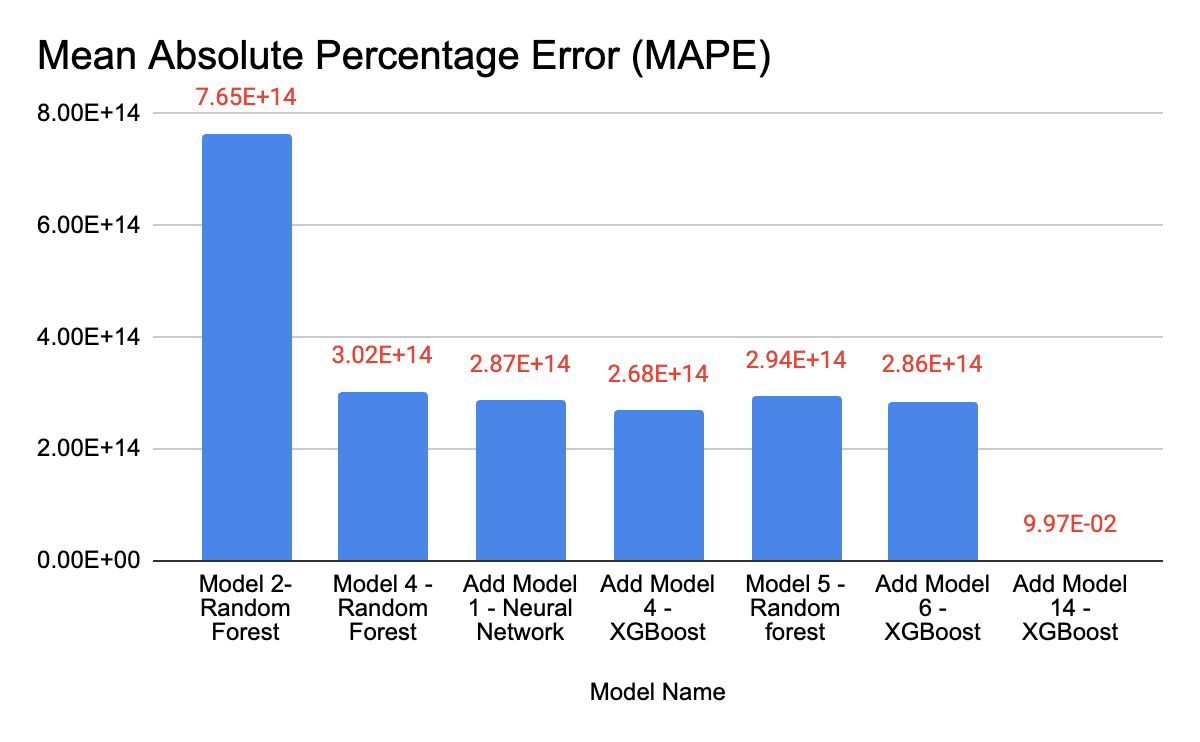 Mean Absolute Percentage Error (MAPE)
7.65E+14
8.00E+14
6.00E+14
4.00E+14
3.02E+14
2.87E+14
2.68E+14
2.94E+14
2.86E+14
2.00E+14
9.97E-02
0.00E+00
Model 2-
Random
Forest
Model 4 -
Random
Forest
Add Model
1 - Neural
Network
Add Model
4 -
XGBoost
Model 5 -
Random
forest
Add Model
6 -
XGBoost
Add Model
14 -
XGBoost
Model Name